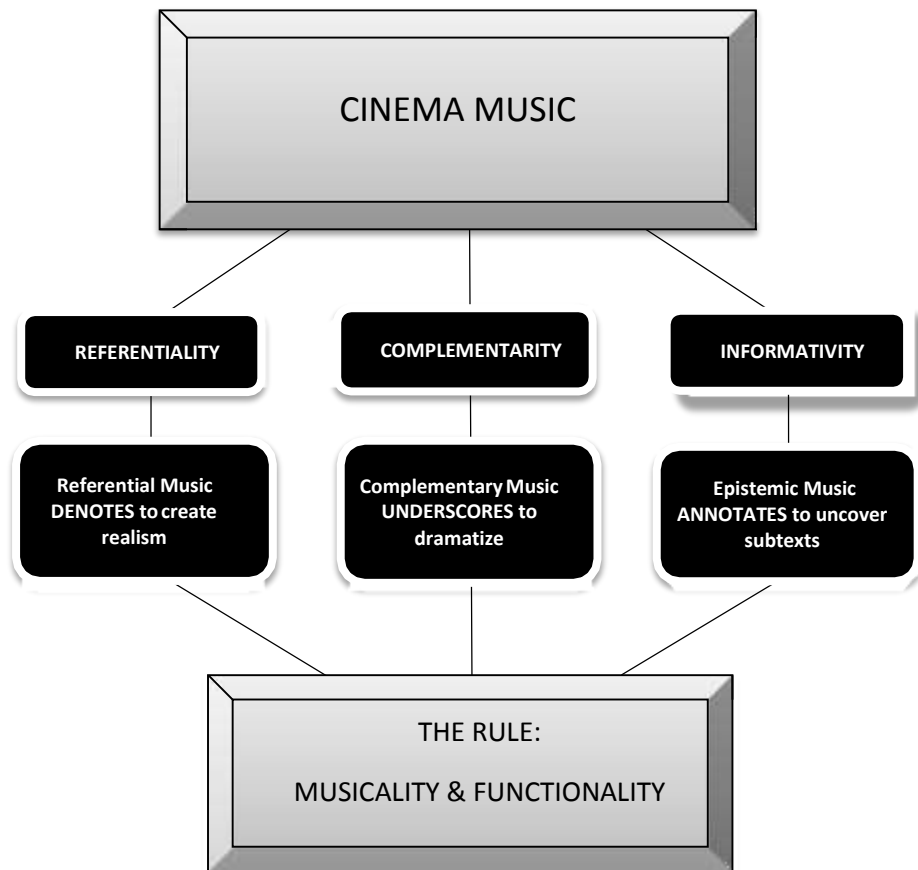 CINEMA MUSIC
REFERENTIALITY
COMPLEMENTARITY
INFORMATIVITY
Referential Music
DENOTES to create
realism
Complementary Music
UNDERSCORES to
dramatize
Epistemic Music
ANNOTATES to uncover
subtexts
THE RULE:
MUSICALITY & FUNCTIONALITY